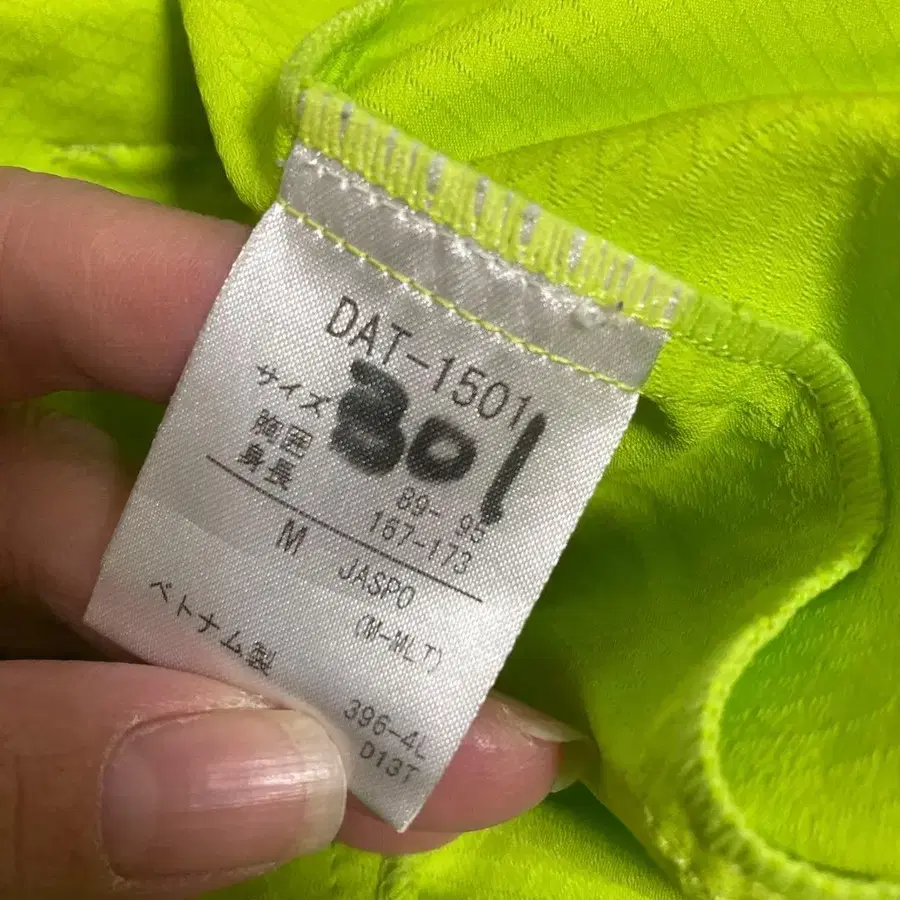 DAT-1501
301
サイズ
胸囲 89- 95
身長 167-173
M JASPO
(M-MLT)
ベトナム製
396-4L
D13T